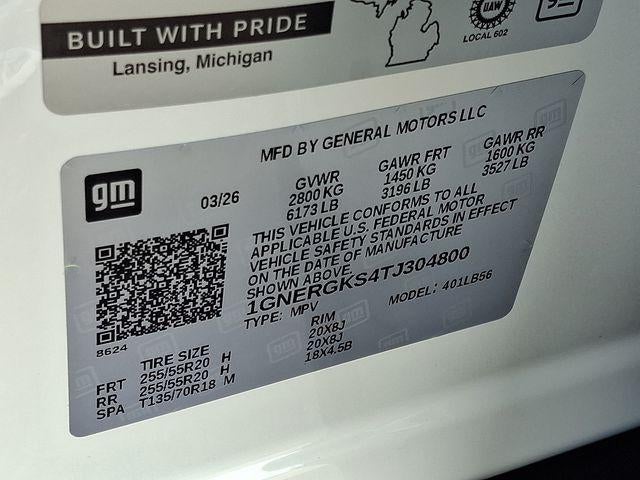 BUILT WITH PRIDE
Lansing, Michigan
UAW
LOCAL 602
MFD BY GENERAL MOTORS LLC
gm
03/26
GVWR
2800 KG
6173 LB
GAWR FRT
1450 KG
3196 LB
GAWR RR
1600 KG
3527 LB
THIS VEHICLE CONFORMS TO ALL
APPLICABLE U.S. FEDERAL MOTOR
VEHICLE SAFETY STANDARDS IN EFFECT
ON THE DATE OF MANUFACTURE
SHOWN ABOVE.
1GNERGKS4TJ304800
TYPE: MPV
MODEL: 401LB56
8624
TIRE SIZE
RIM
FRT 255/55R20 H 20X8J
RR 255/55R20 H 20X8J
SPA T135/70R18 M 18X4.5B